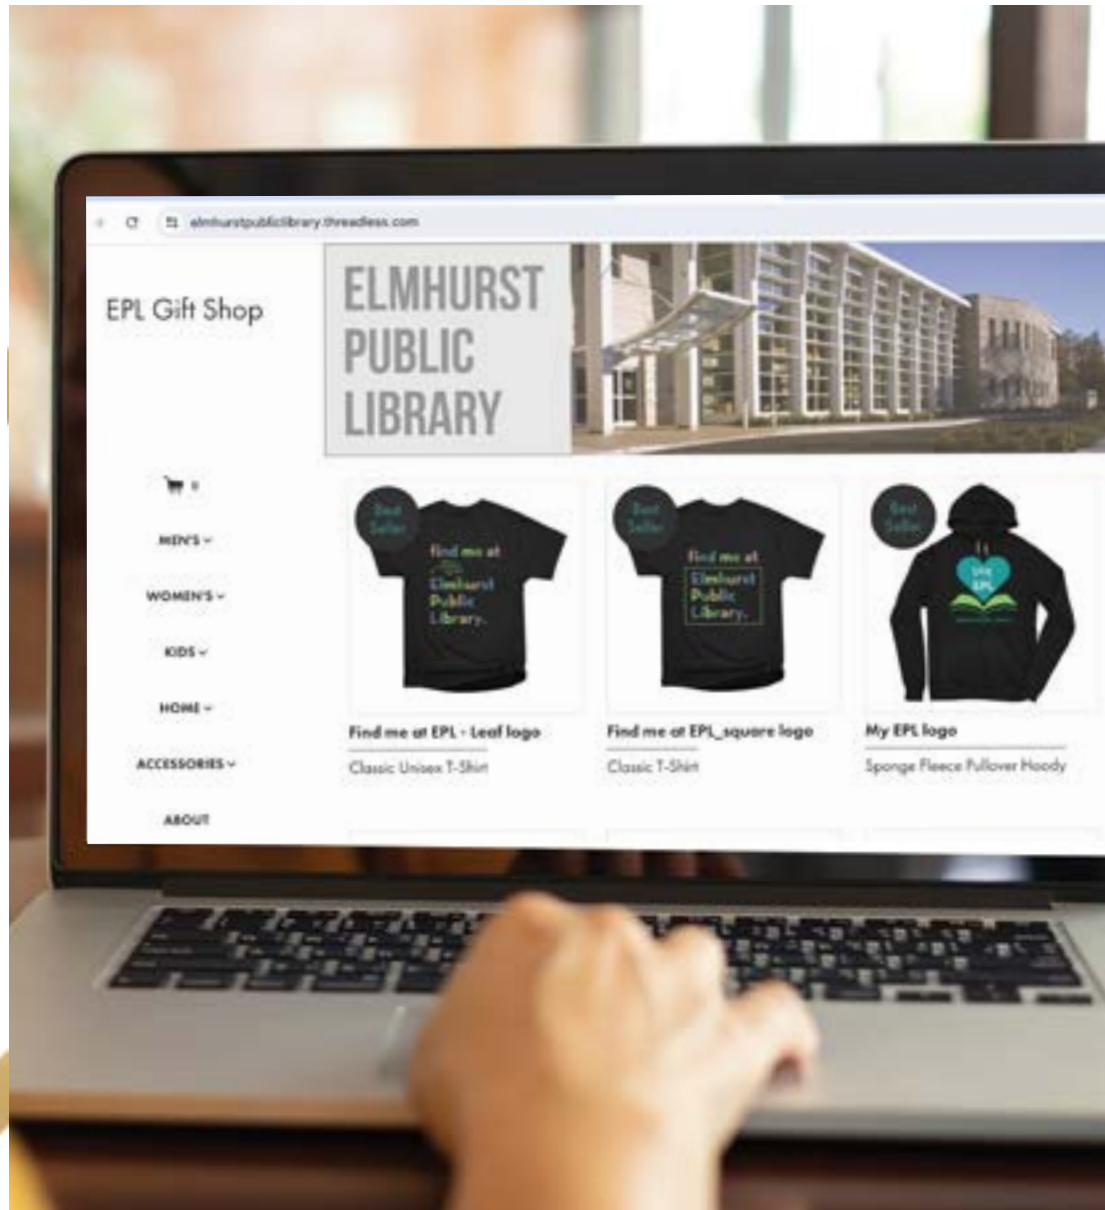 elmhurstpubliclibrary.threadless.com
EPL Gift Shop
ELMHURST
PUBLIC
LIBRARY
0
MEN'S
WOMEN'S
KIDS
HOME
ACCESSORIES
ABOUT
Best
Seller
find me at
Elmhurst
Public
Library.
Find me at EPL - Leaf logo
Classic Unisex T-Shirt
Best
Seller
find me at
Elmhurst
Public
Library.
Find me at EPL_square logo
Classic T-Shirt
Best
Seller
EPL
My EPL logo
Sponge Fleece Pullover Hoody